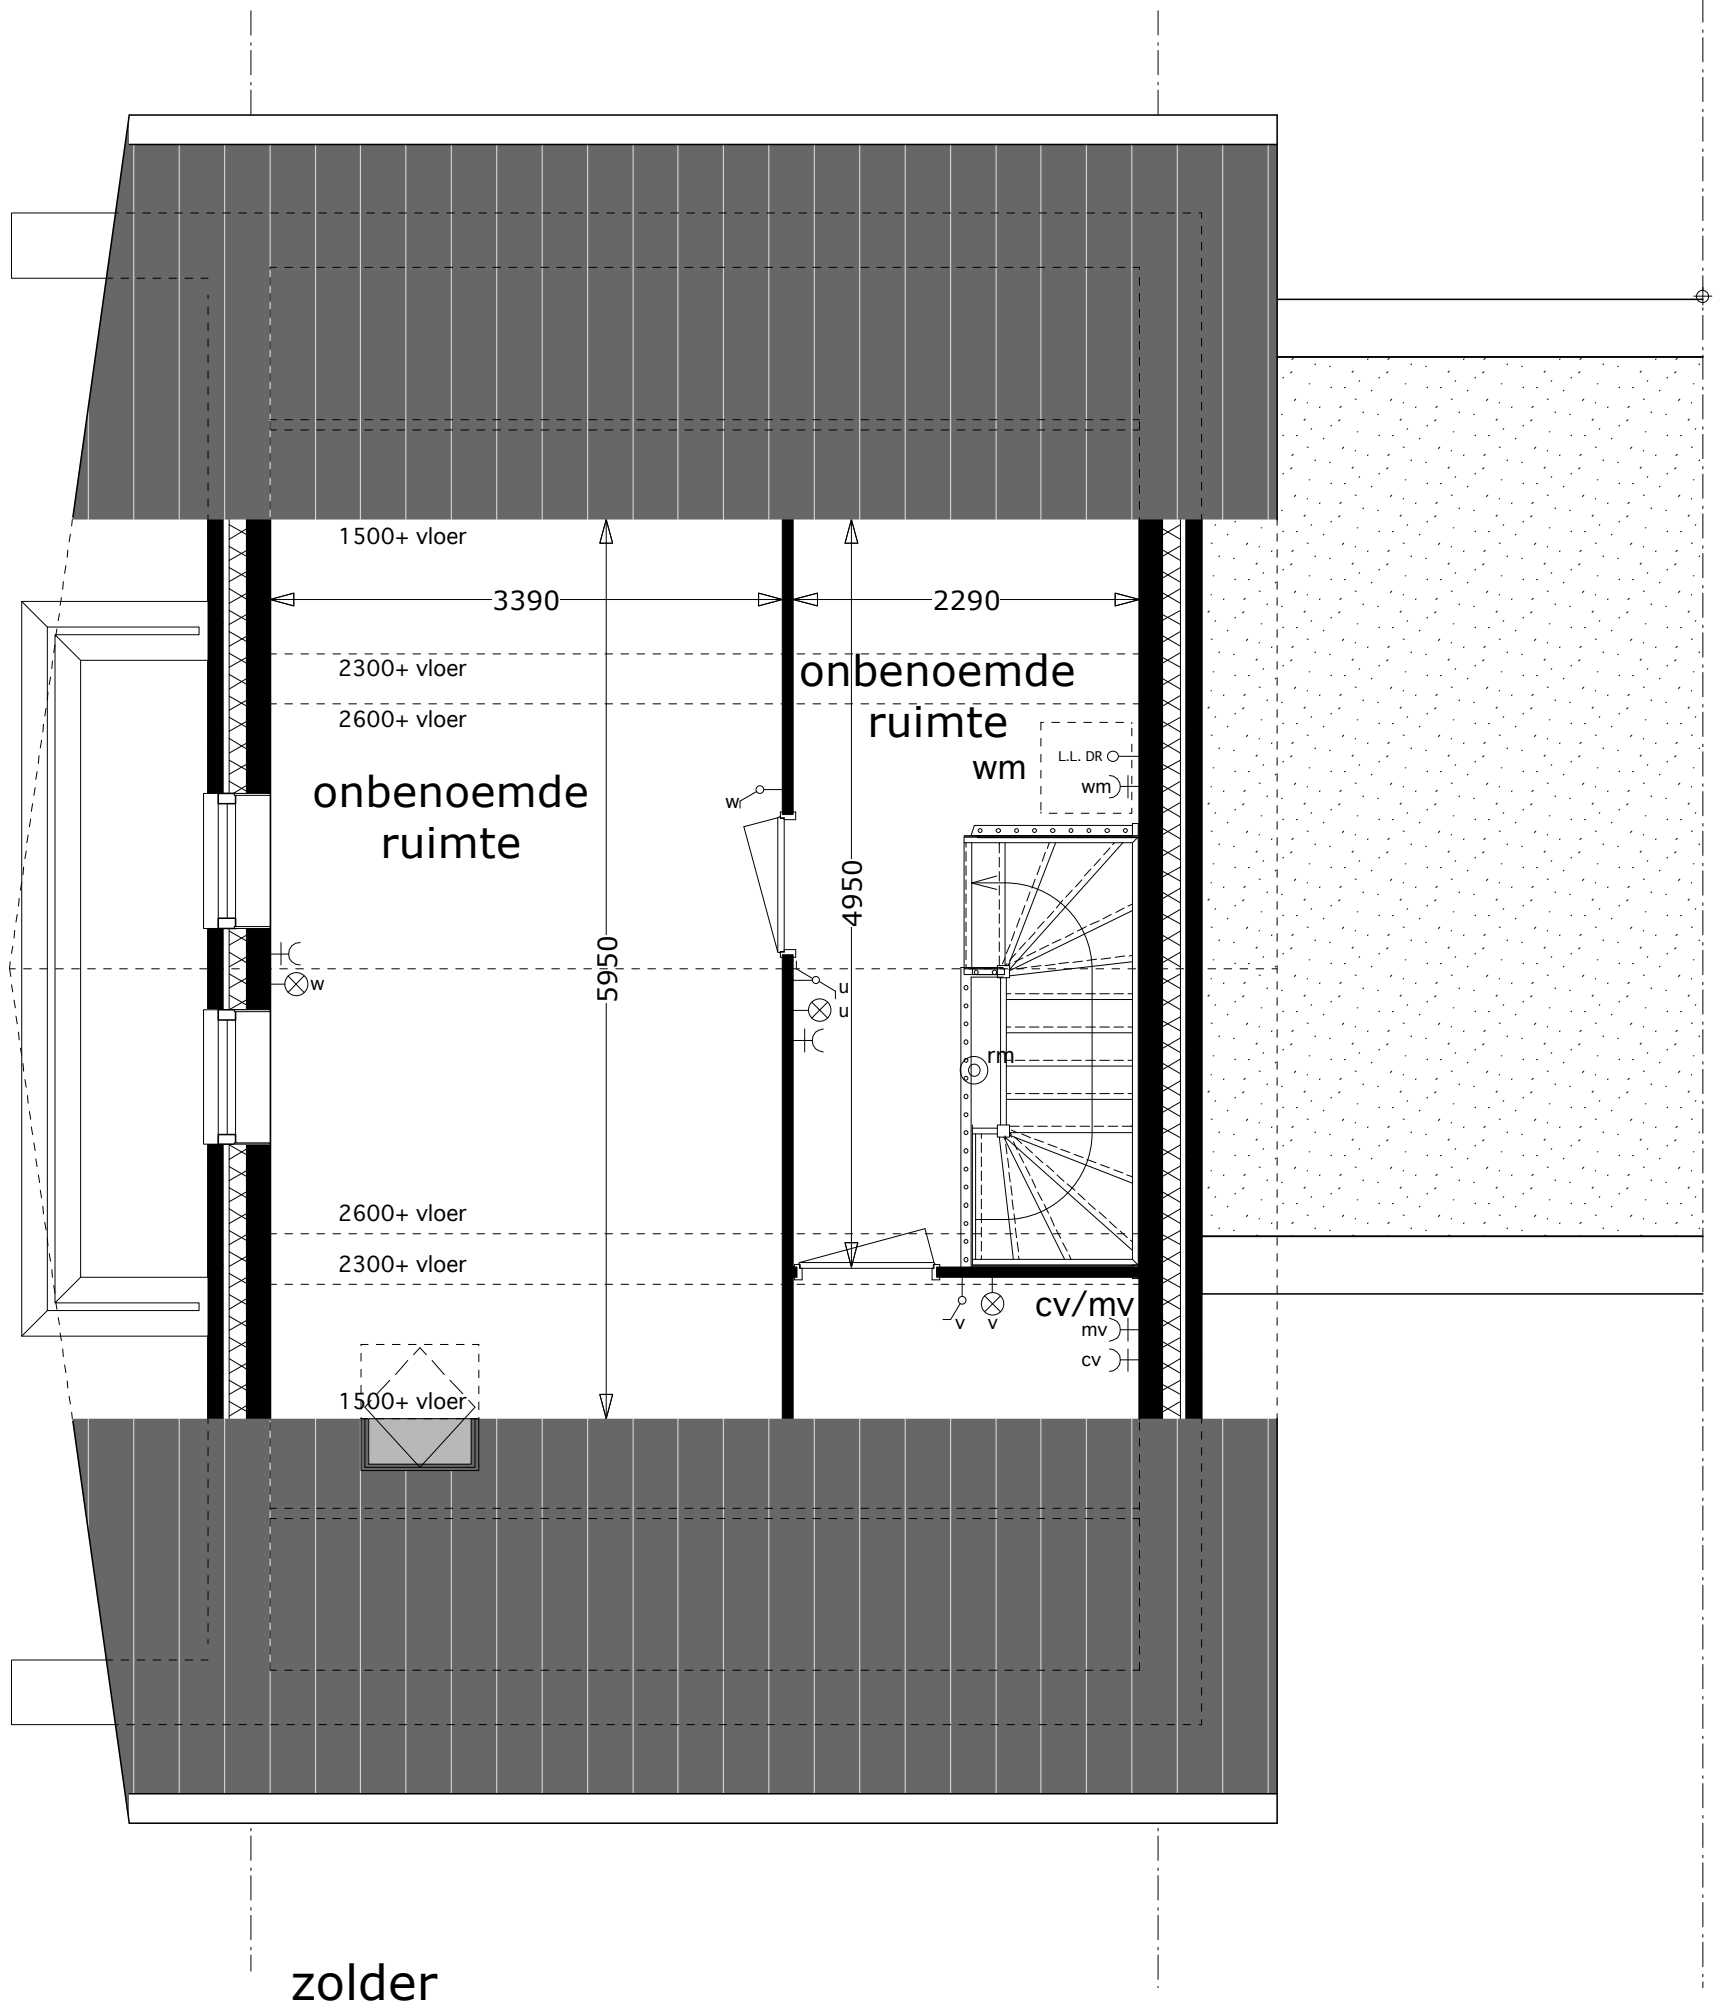 1500+ vloer
3390
2290
2300+ vloer
onbenoemde
ruimte
2600+ vloer
L.L. DR
wm
wm
onbenoemde
ruimte
w
4950
5950
w
u
u
rm
2600+ vloer
2300+ vloer
cv/mv
v
v
mv
cv
1500+ vloer
zolder